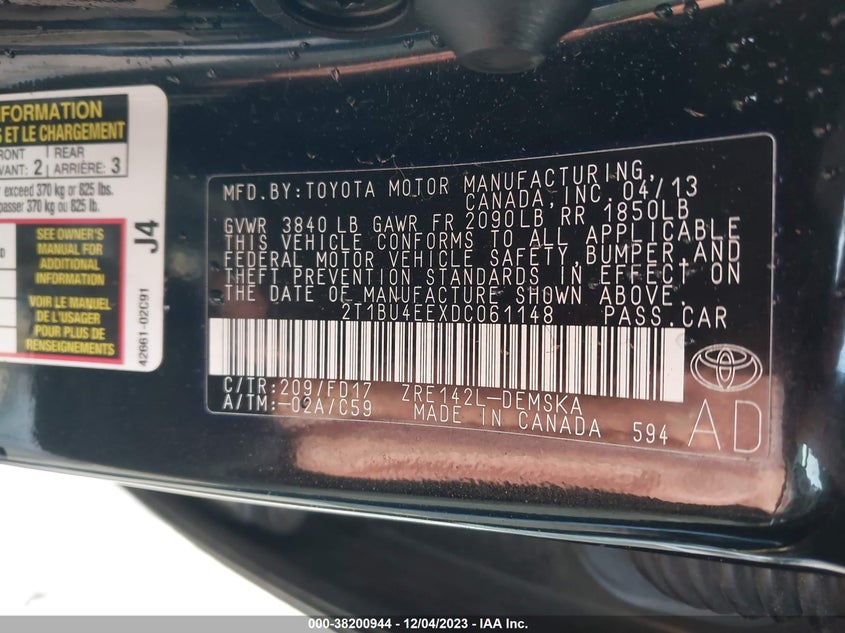 NFORMATION
S ET LE CHARGEMENT
RONT
VANT: 2
REAR
ARRIÈRE: 3
exceed 370 kg or 825 lbs.
passer 370 kg ou 825 lb.
SEE OWNER'S
MANUAL FOR
ADDITIONAL
INFORMATION
VOIR LE MANUEL
DE L'USAGER
POUR PLUS DE
RENSEIGNEMENTS
J4
42661-02C91
MFD.BY:TOYOTA MOTOR MANUFACTURING,
CANADA,INC. 04/13
GVWR 3840 LB GAWR FR 2090LB RR 1850LB
THIS VEHICLE CONFORMS TO ALL APPLICABLE
FEDERAL MOTOR VEHICLE SAFETY,BUMPER,AND
THEFT PREVENTION STANDARDS IN EFFECT ON
THE DATE OF MANUFACTURE SHOWN ABOVE.
2T1BU4EEXDC061148 PASS.CAR
C/TR:209/FD17 ZRE142L-DEMSKA
A/TM:-02A/C59 MADE IN CANADA 594
AD
000-38200944 - 12/04/2023 - IAA Inc.